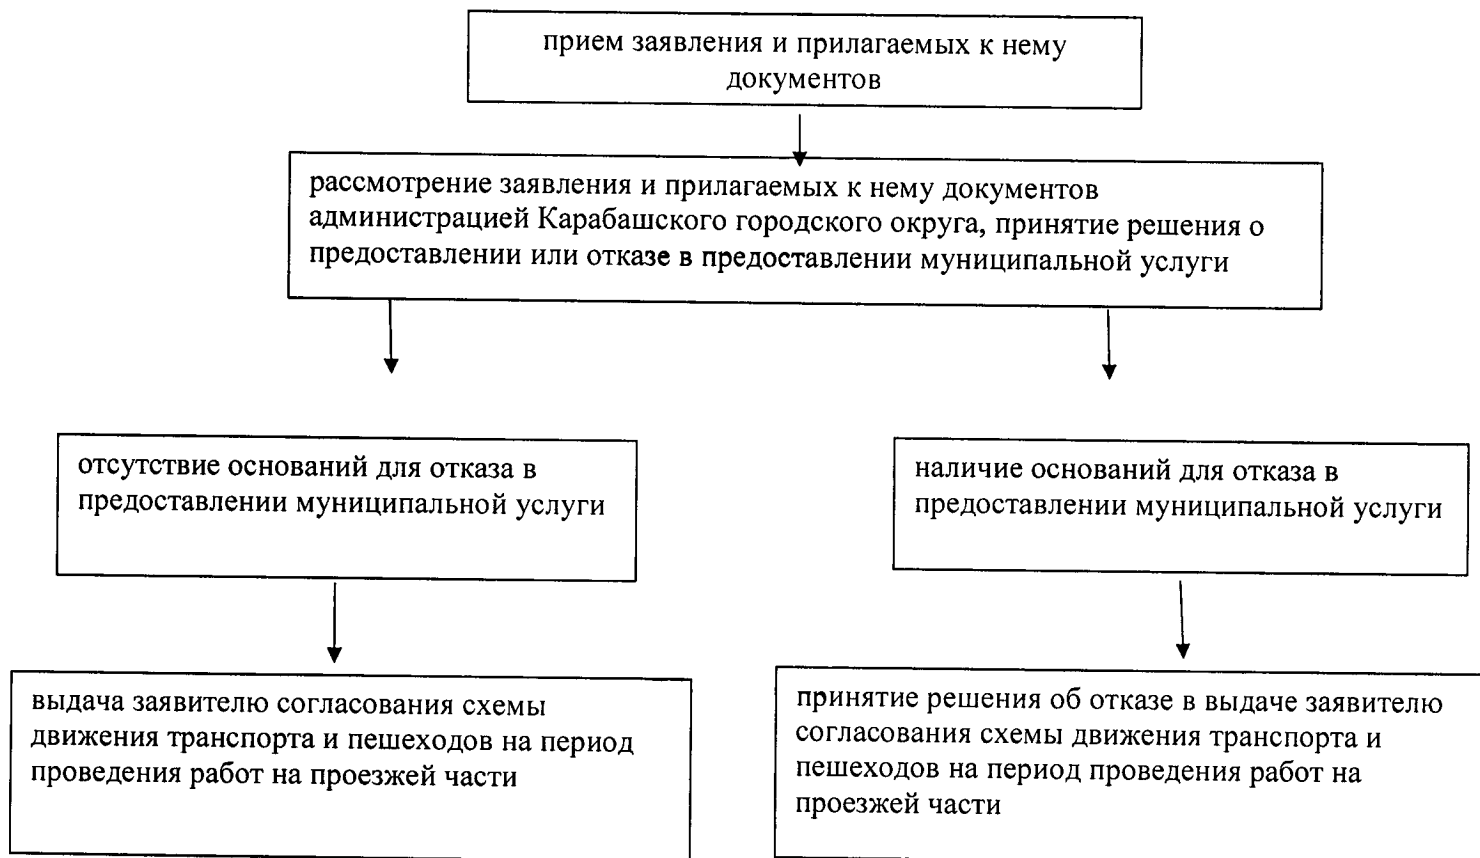 прием заявления и прилагаемых к нему
документов
рассмотрение заявления и прилагаемых к нему документов
администрацией Карабашского городского округа, принятие решения о
предоставлении или отказе в предоставлении муниципальной услуги
отсутствие оснований для отказа в
предоставлении муниципальной услуги
наличие оснований для отказа в
предоставлении муниципальной услуги
выдача заявителю согласования схемы
движения транспорта и пешеходов на период
проведения работ на проезжей части
принятие решения об отказе в выдаче заявителю
согласования схемы движения транспорта и
пешеходов на период проведения работ на
проезжей части